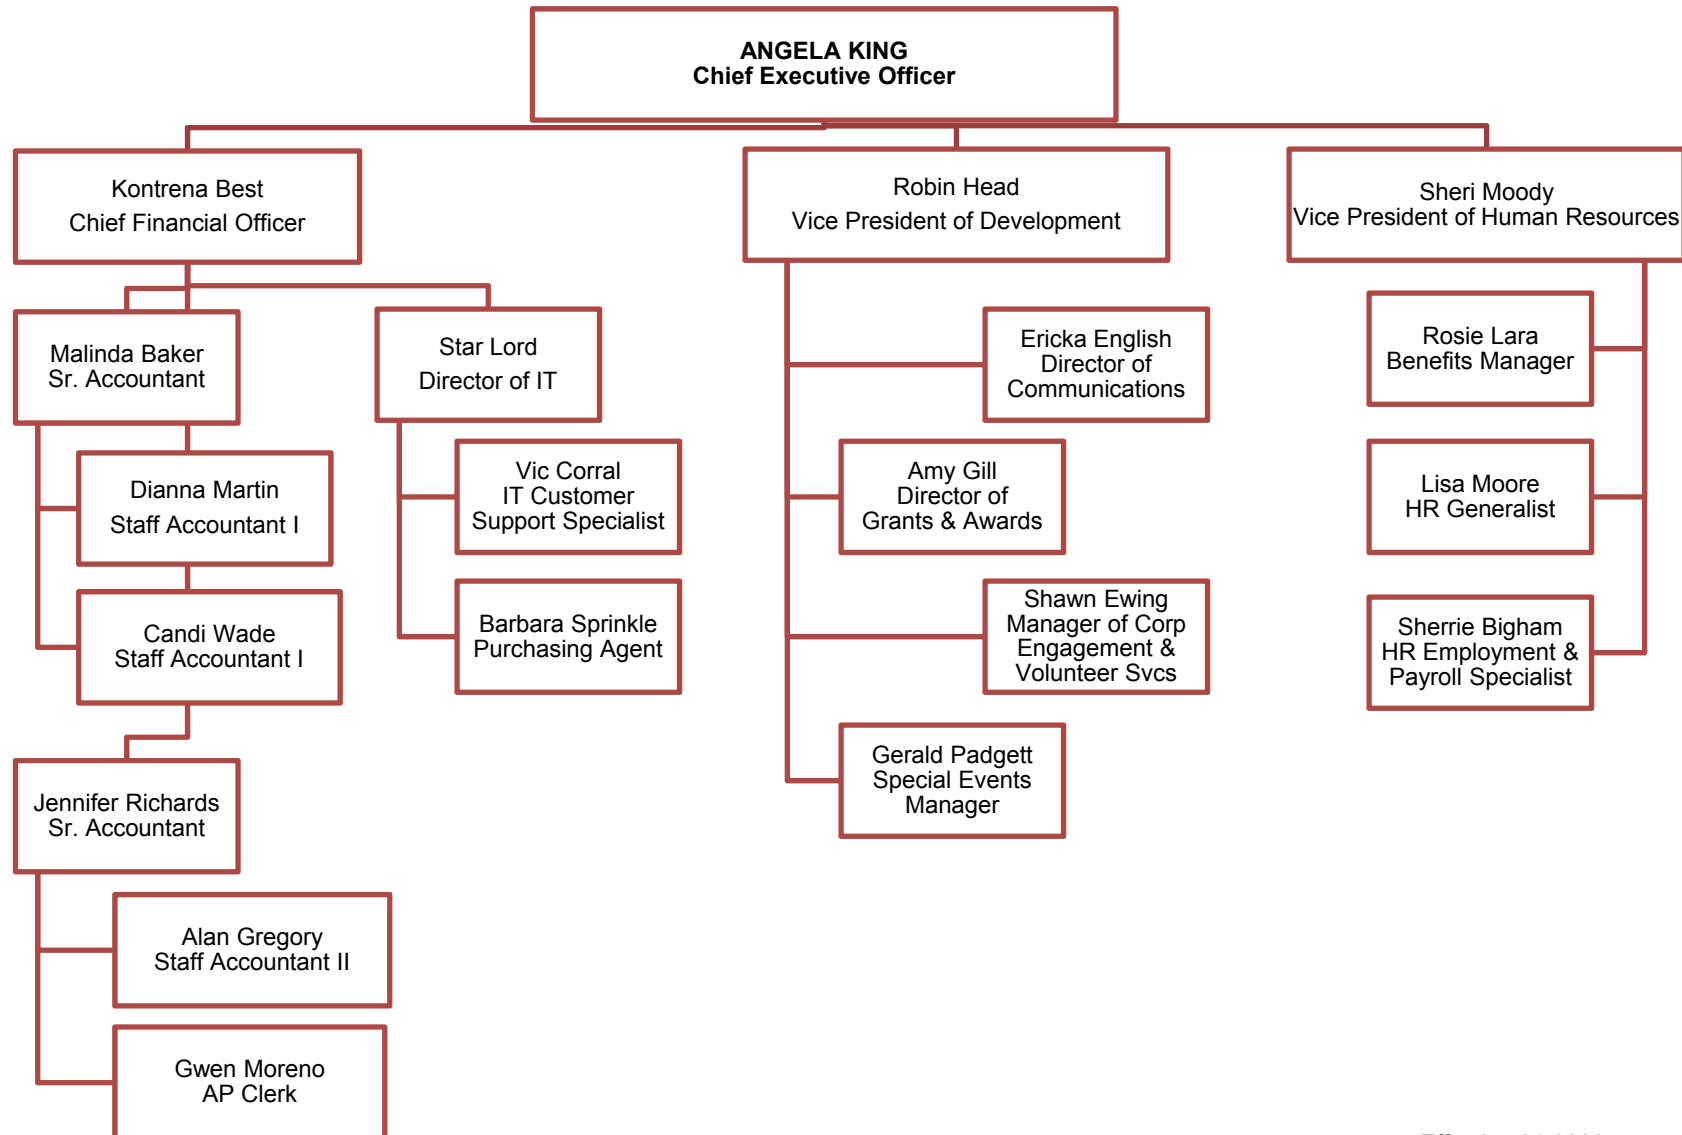 ANGELA KING
Chief Executive Officer
Kontrena Best
Chief Financial Officer
Robin Head
Vice President of Development
Sheri Moody
Vice President of Human Resources
Malinda Baker
Sr. Accountant
Star Lord
Director of IT
Ericka English
Director of
Communications
Rosie Lara
Benefits Manager
Dianna Martin
Staff Accountant I
Vic Corral
IT Customer
Support Specialist
Amy Gill
Director of
Grants & Awards
Lisa Moore
HR Generalist
Candi Wade
Staff Accountant I
Barbara Sprinkle
Purchasing Agent
Shawn Ewing
Manager of Corp
Engagement &
Volunteer Svcs
Sherrie Bigham
HR Employment &
Payroll Specialist
Jennifer Richards
Sr. Accountant
Gerald Padgett
Special Events
Manager
Alan Gregory
Staff Accountant II
Gwen Moreno
AP Clerk